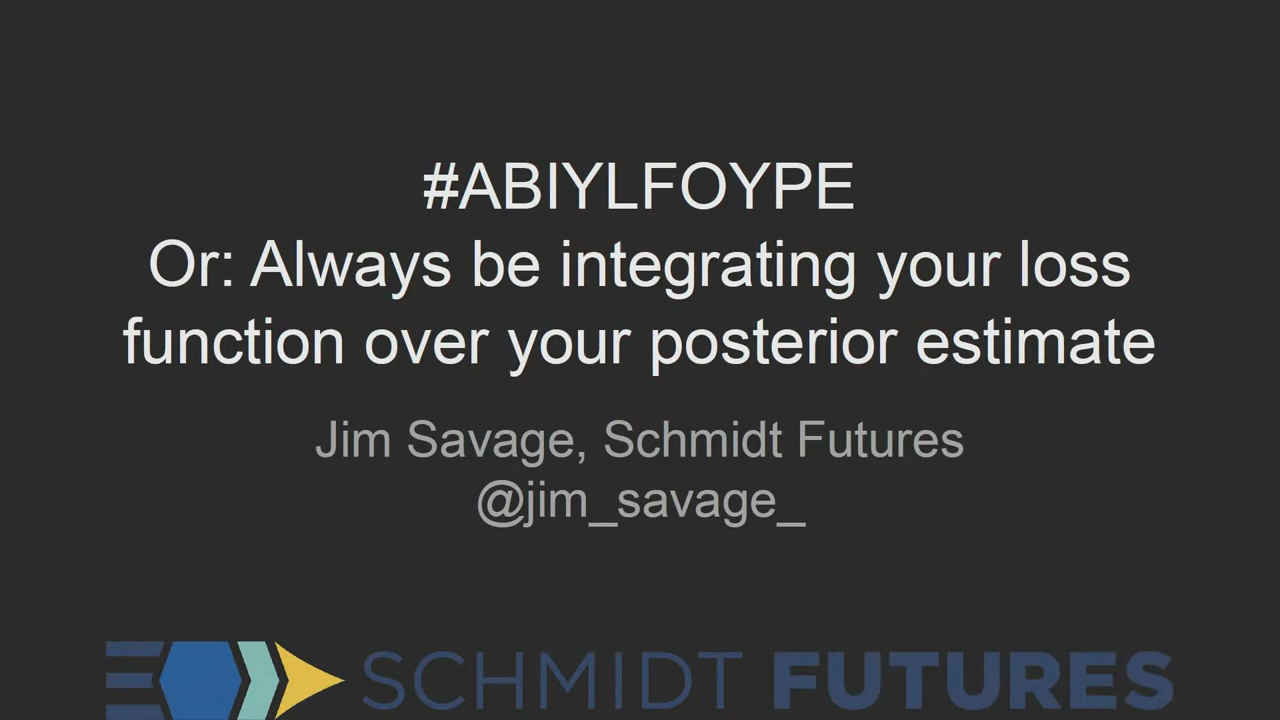 #ABIYLFOYPE
Or: Always be integrating your loss
function over your posterior estimate
Jim Savage, Schmidt Futures
@jim_savage_
SCHMIDT FUTURES